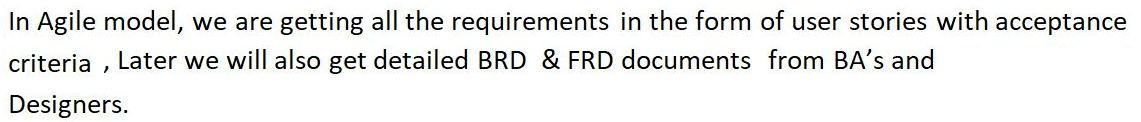 In Agile model, we are getting all the requirements in the form of user stories with acceptance
criteria , Later we will also get detailed BRD & FRD documents from BA’s and
Designers.